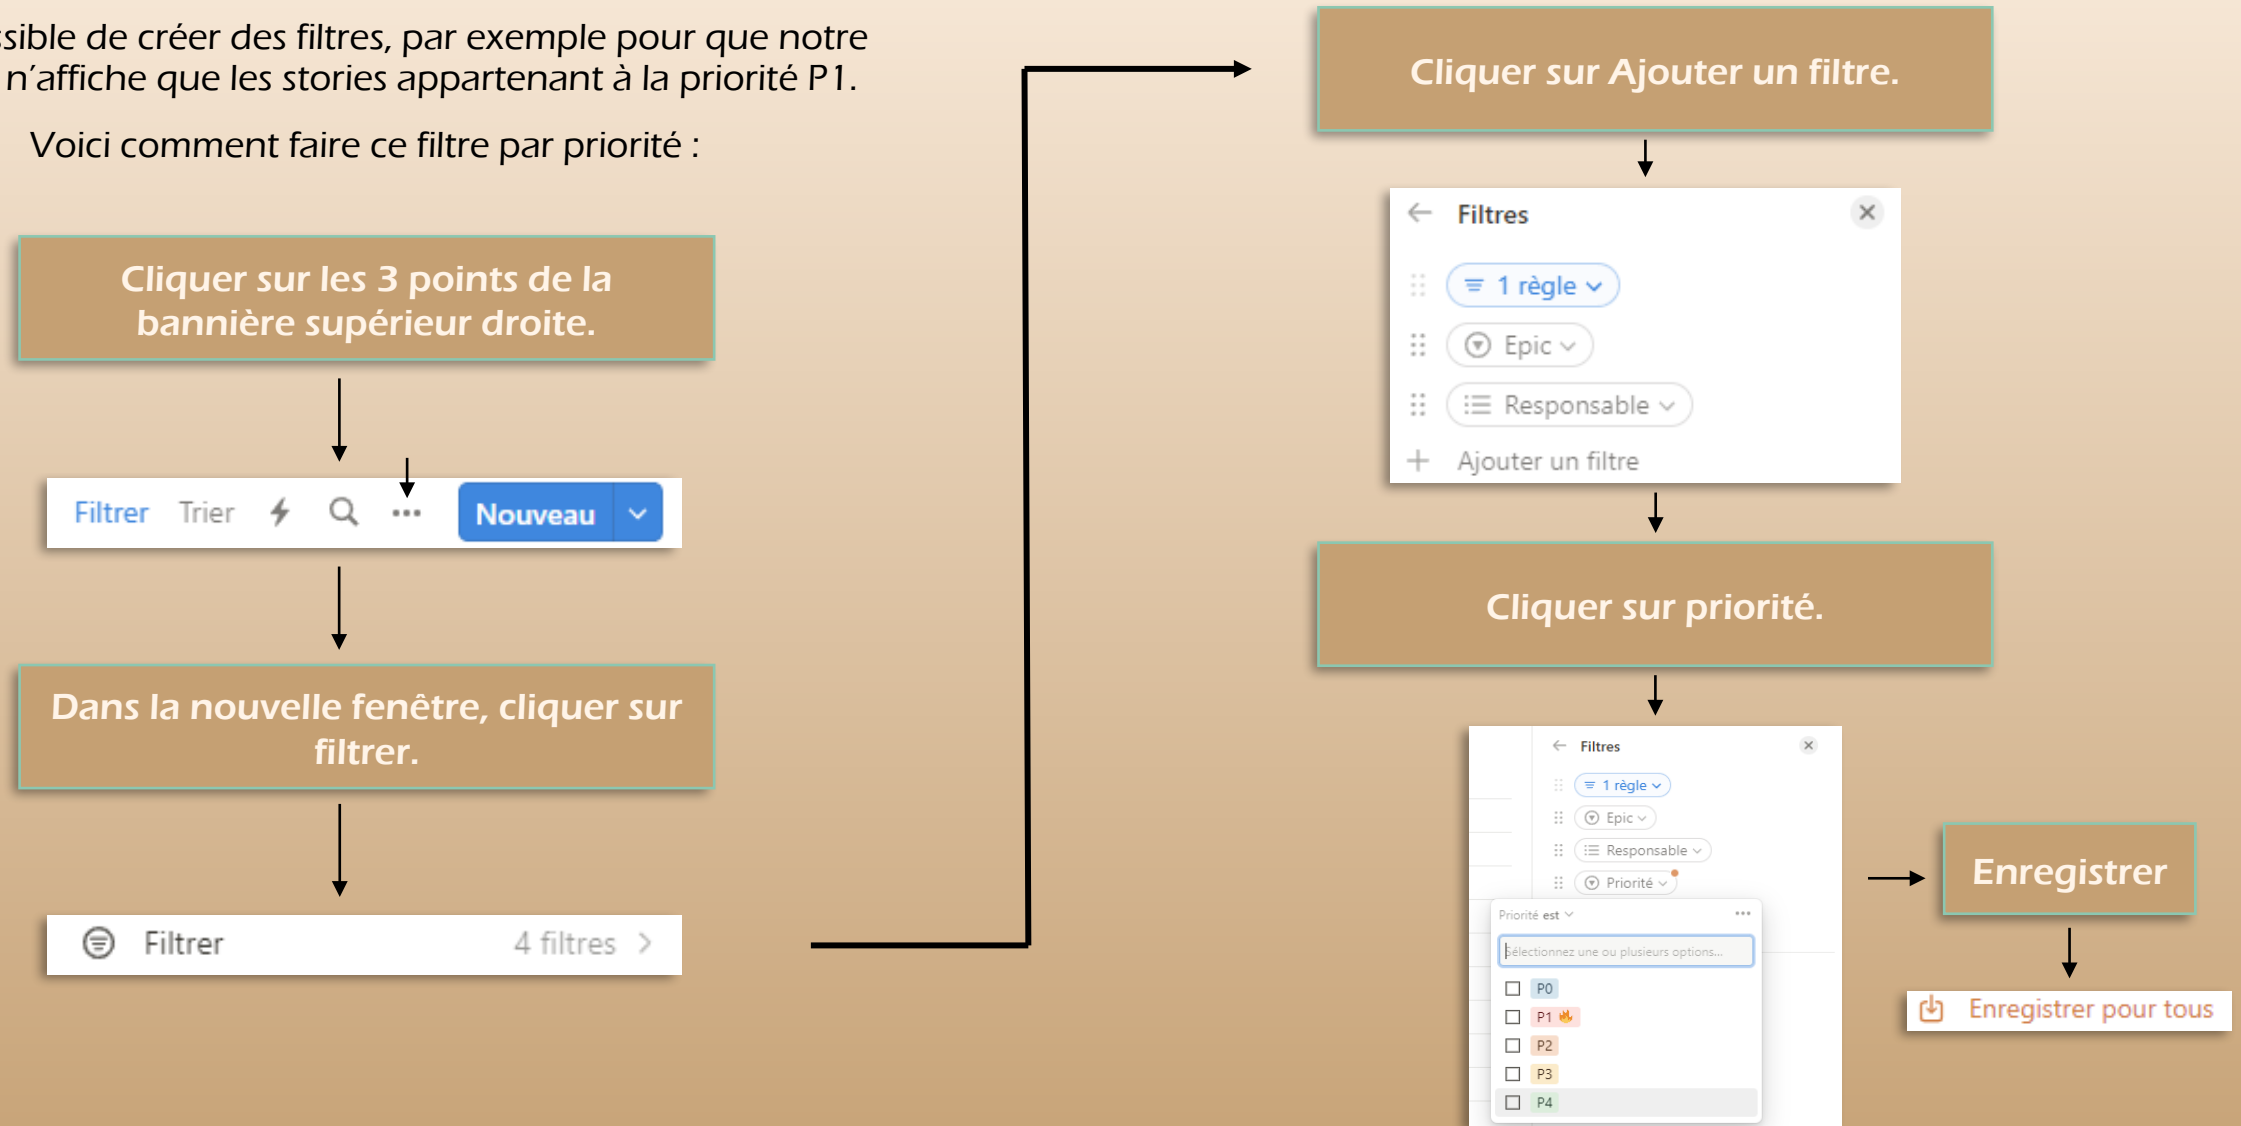 sible de créer des filtres, par exemple pour que notre
n’affiche que les stories appartenant à la priorité P1.
Voici comment faire ce filtre par priorité :
Cliquer sur les 3 points de la
bannière supérieur droite.
Filtrer Trier Nouveau
Dans la nouvelle fenêtre, cliquer sur
filtrer.
Filtrer 4 filtres
Cliquer sur Ajouter un filtre.
Filtres
1 règle
Epic
Responsable
Ajouter un filtre
Cliquer sur priorité.
Filtres
1 règle
Epic
Responsable
Priorité
Priorité est
Sélectionnez une ou plusieurs options...
P0
P1 🔥
P2
P3
P4
Enregistrer
Enregistrer pour tous